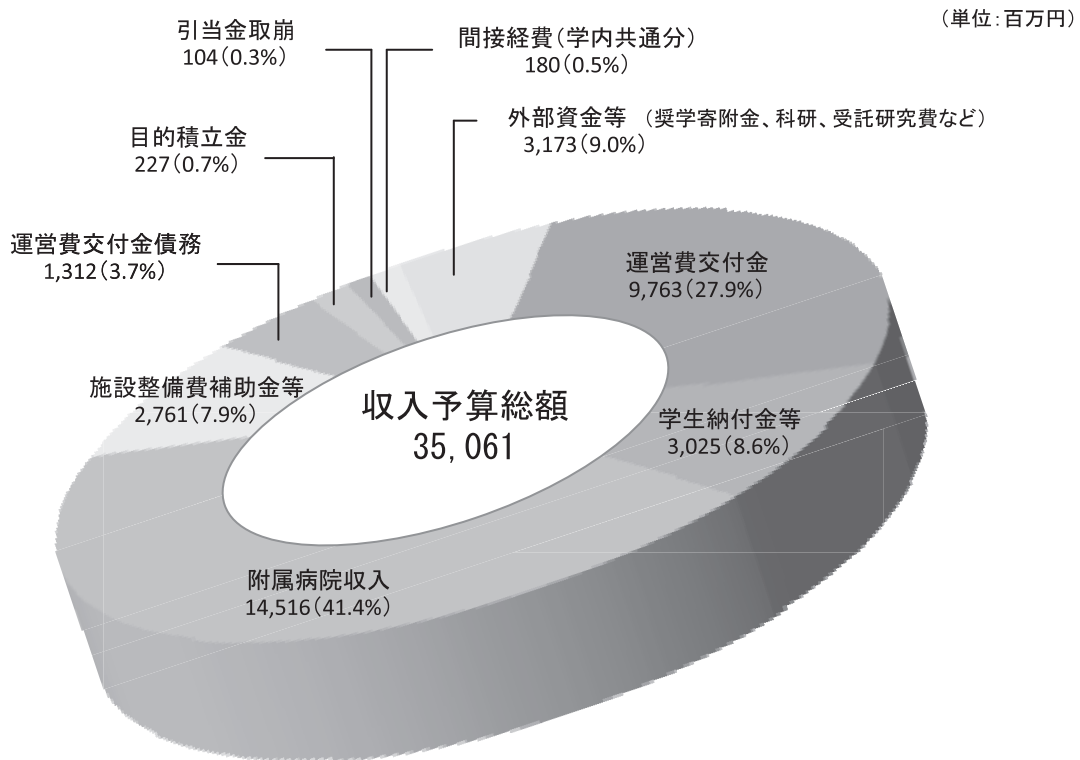 (単位:百万円)
引当金取崩
104(0.3%)
間接経費(学内共通分)
180(0.5%)
外部資金等 (奨学寄附金、科研、受託研究費など)
3,173(9.0%)
目的積立金
227(0.7%)
運営費交付金債務
1,312(3.7%)
運営費交付金
9,763(27.9%)
施設整備費補助金等
2,761(7.9%)
収入予算総額
35,061
学生納付金等
3,025(8.6%)
附属病院収入
14,516(41.4%)